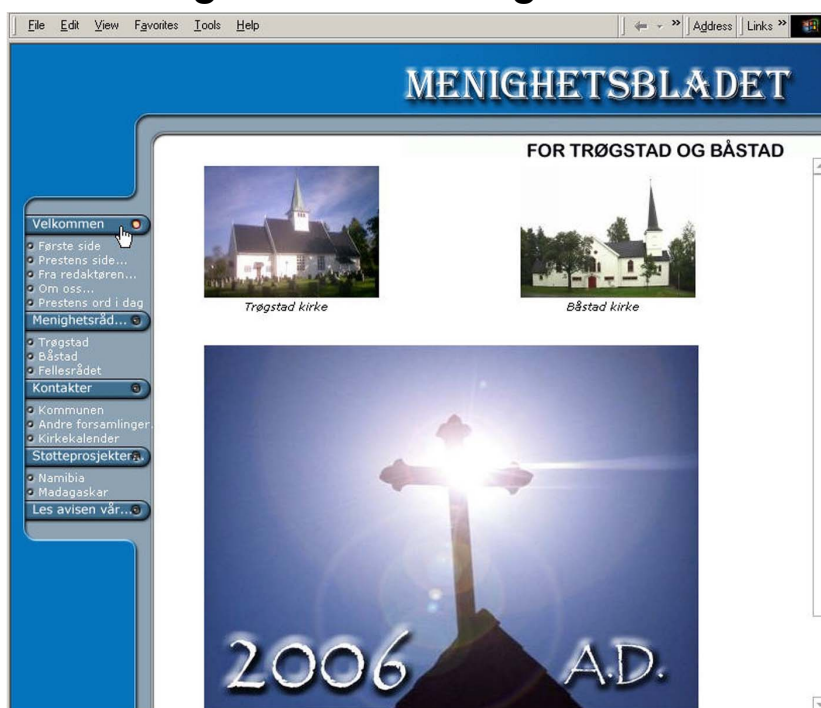 File Edit View Favorites Tools Help
Address Links »
MENIGHETSBLADET
FOR TRØGSTAD OG BÅSTAD
Trøgstad kirke
Båstad kirke
Velkommen
Første side
Prestens side...
Fra redaktøren...
Om oss...
Prestens ord i dag
Menighetsråd...
Trøgstad
Båstad
Fellesrådet
Kontakter
Kommunen
Andre forsamlinger.
Kirkekalender
Støtteprosjekter
Namibia
Madagaskar
Les avisen vår...
2006 A.D.